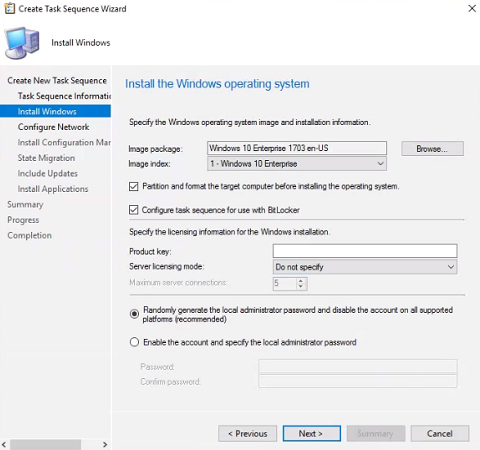 Create Task Sequence Wizard
Install Windows
Create New Task Sequence
Task Sequence Informatic
Install Windows
Configure Network
Install Configuration Mar
State Migration
Include Updates
Install Applications
Summary
Progress
Completion
Install the Windows operating system
Specify the Windows operating system image and installation information.
Image package: Windows 10 Enterprise 1703 en-US Browse...
Image index: 1 - Windows 10 Enterprise
Partition and format the target computer before installing the operating system.
Configure task sequence for use with BitLocker
Specify the licensing information for the Windows installation.
Product key:
Server licensing mode: Do not specify
Maximum server connections: 5
Randomly generate the local administrator password and disable the account on all supported
platforms (recommended)
Enable the account and specify the local administrator password
Password:
Confirm password:
< Previous Next > Summary Cancel